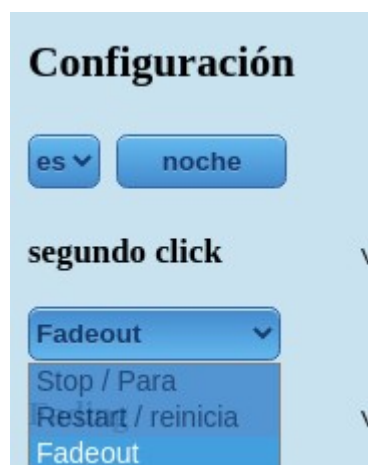 Configuración
es noche
segundo click
Fadeout
Stop / Para
Restart / reinicia
Fadeout